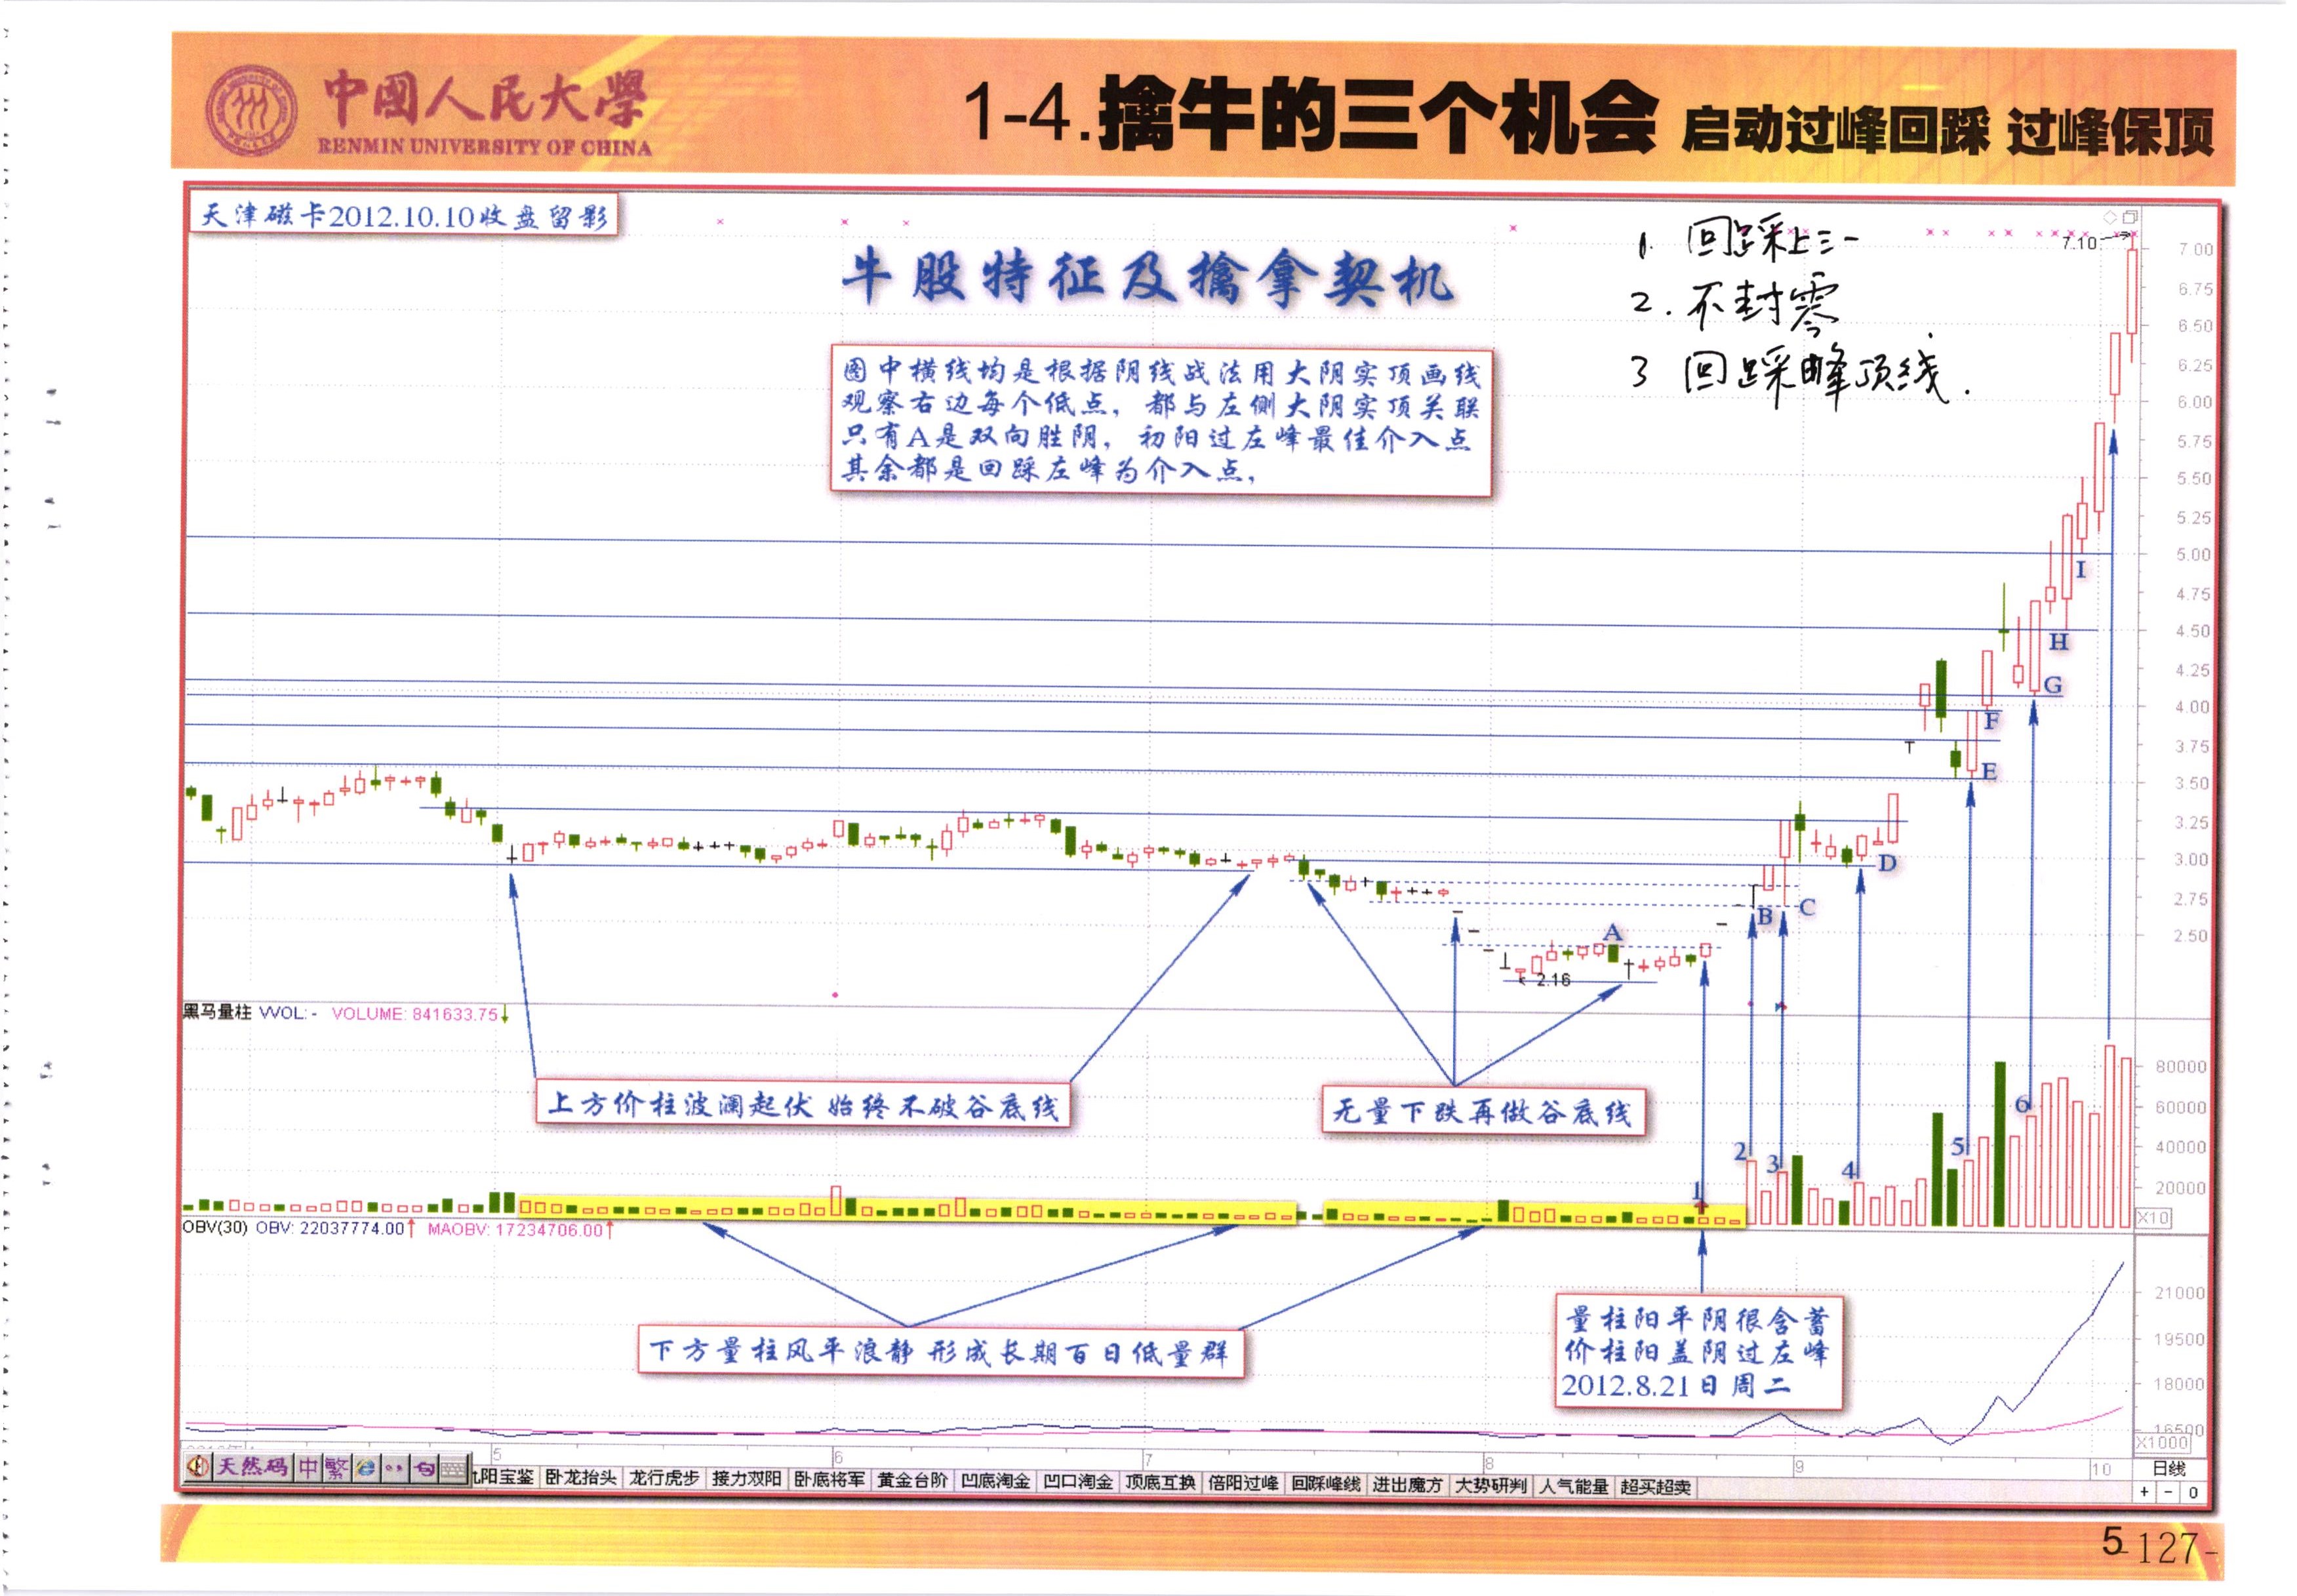 中國人民大學
RENMIN UNIVERSITY OF CHINA
1-4.擒牛的三个机会 启动过峰回踩 过峰保顶
天津磁卡2012.10.10收盘留影
牛股特征及擒拿契机
1. 回踩上三一
2. 不封零
3 回踩峰顶线.
图中横线均是根据阴线战法用大阴实顶画线
观察右边每个低点，都与左侧大阴实顶关联
只有A是双向胜阴，初阳过左峰最佳介入点
其余都是回踩左峰为介入点，
7.10
7.00
6.75
6.50
6.25
6.00
5.75
5.50
5.25
5.00
4.75
4.50
4.25
4.00
3.75
3.50
3.25
3.00
2.75
2.50
I
H
G
F
E
D
C
B
A
2.16
黑马量柱 VVOL: - VOLUME: 841633.75↓
上方价柱波澜起伏 始终不破谷底线
无量下跌再做谷底线
80000
60000
40000
20000
X10
1
2
3
4
5
6
OBV(30) OBV: 22037774.00↑ MAOBV: 17234706.00↑
下方量柱风平浪静 形成长期百日低量群
量柱阳平阴很含蓄
价柱阳盖阴过左峰
2012.8.21日周二
21000
19500
18000
16500
X1000
5
6
7
8
9
10
日线
天然码 中 繁
阳宝鉴 卧龙抬头 龙行虎步 接力双阳 卧底将军 黄金台阶 凹底淘金 凹口淘金 顶底互换 倍阳过峰 回踩峰线 进出魔方 大势研判 人气能量 超买超卖
+ - 0
5-127-